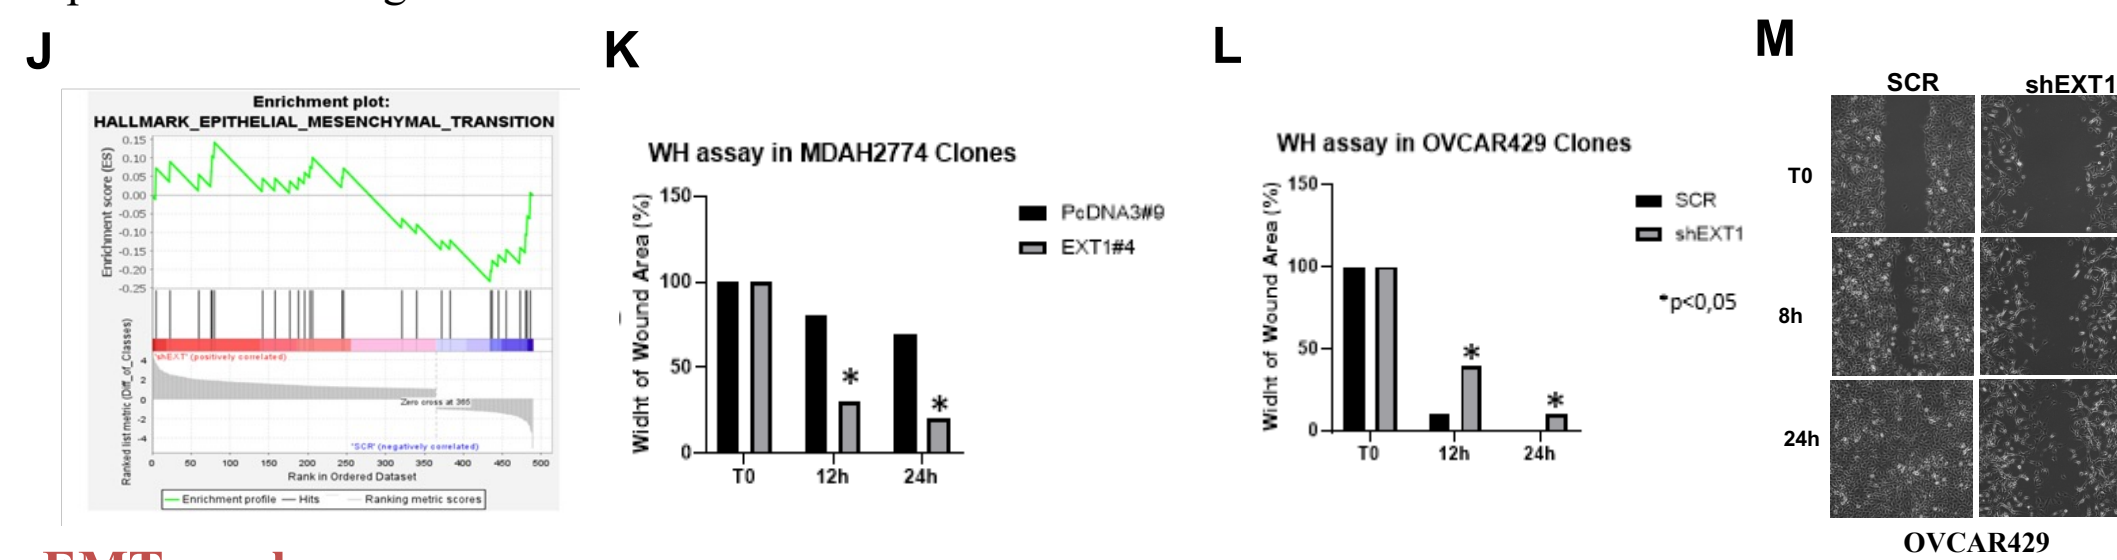 J
K
L
M
Enrichment plot:
HALLMARK_EPITHELIAL_MESENCHYMAL_TRANSITION
Enrichment score (ES)
0.15
0.10
0.05
0.00
-0.05
-0.10
-0.15
-0.20
-0.25
'shEXT' (positively correlated)
Ranked list metric (Diff_of_Classes)
4
2
0
-2
-4
Zero cross at 365
'SCR' (negatively correlated)
0 50 100 150 200 250 300 350 400 450 500
Rank in Ordered Dataset
Enrichment profile Hits Ranking metric scores
WH assay in MDAH2774 Clones
Widht of Wound Area (%)
150
100
50
0
T0 12h 24h
* *
PcDNA3#9
EXT1#4
WH assay in OVCAR429 Clones
Widht of Wound Area (%)
150
100
50
0
T0 12h 24h
* *
SCR
shEXT1
*p<0,05
SCR shEXT1
T0
8h
24h
OVCAR429